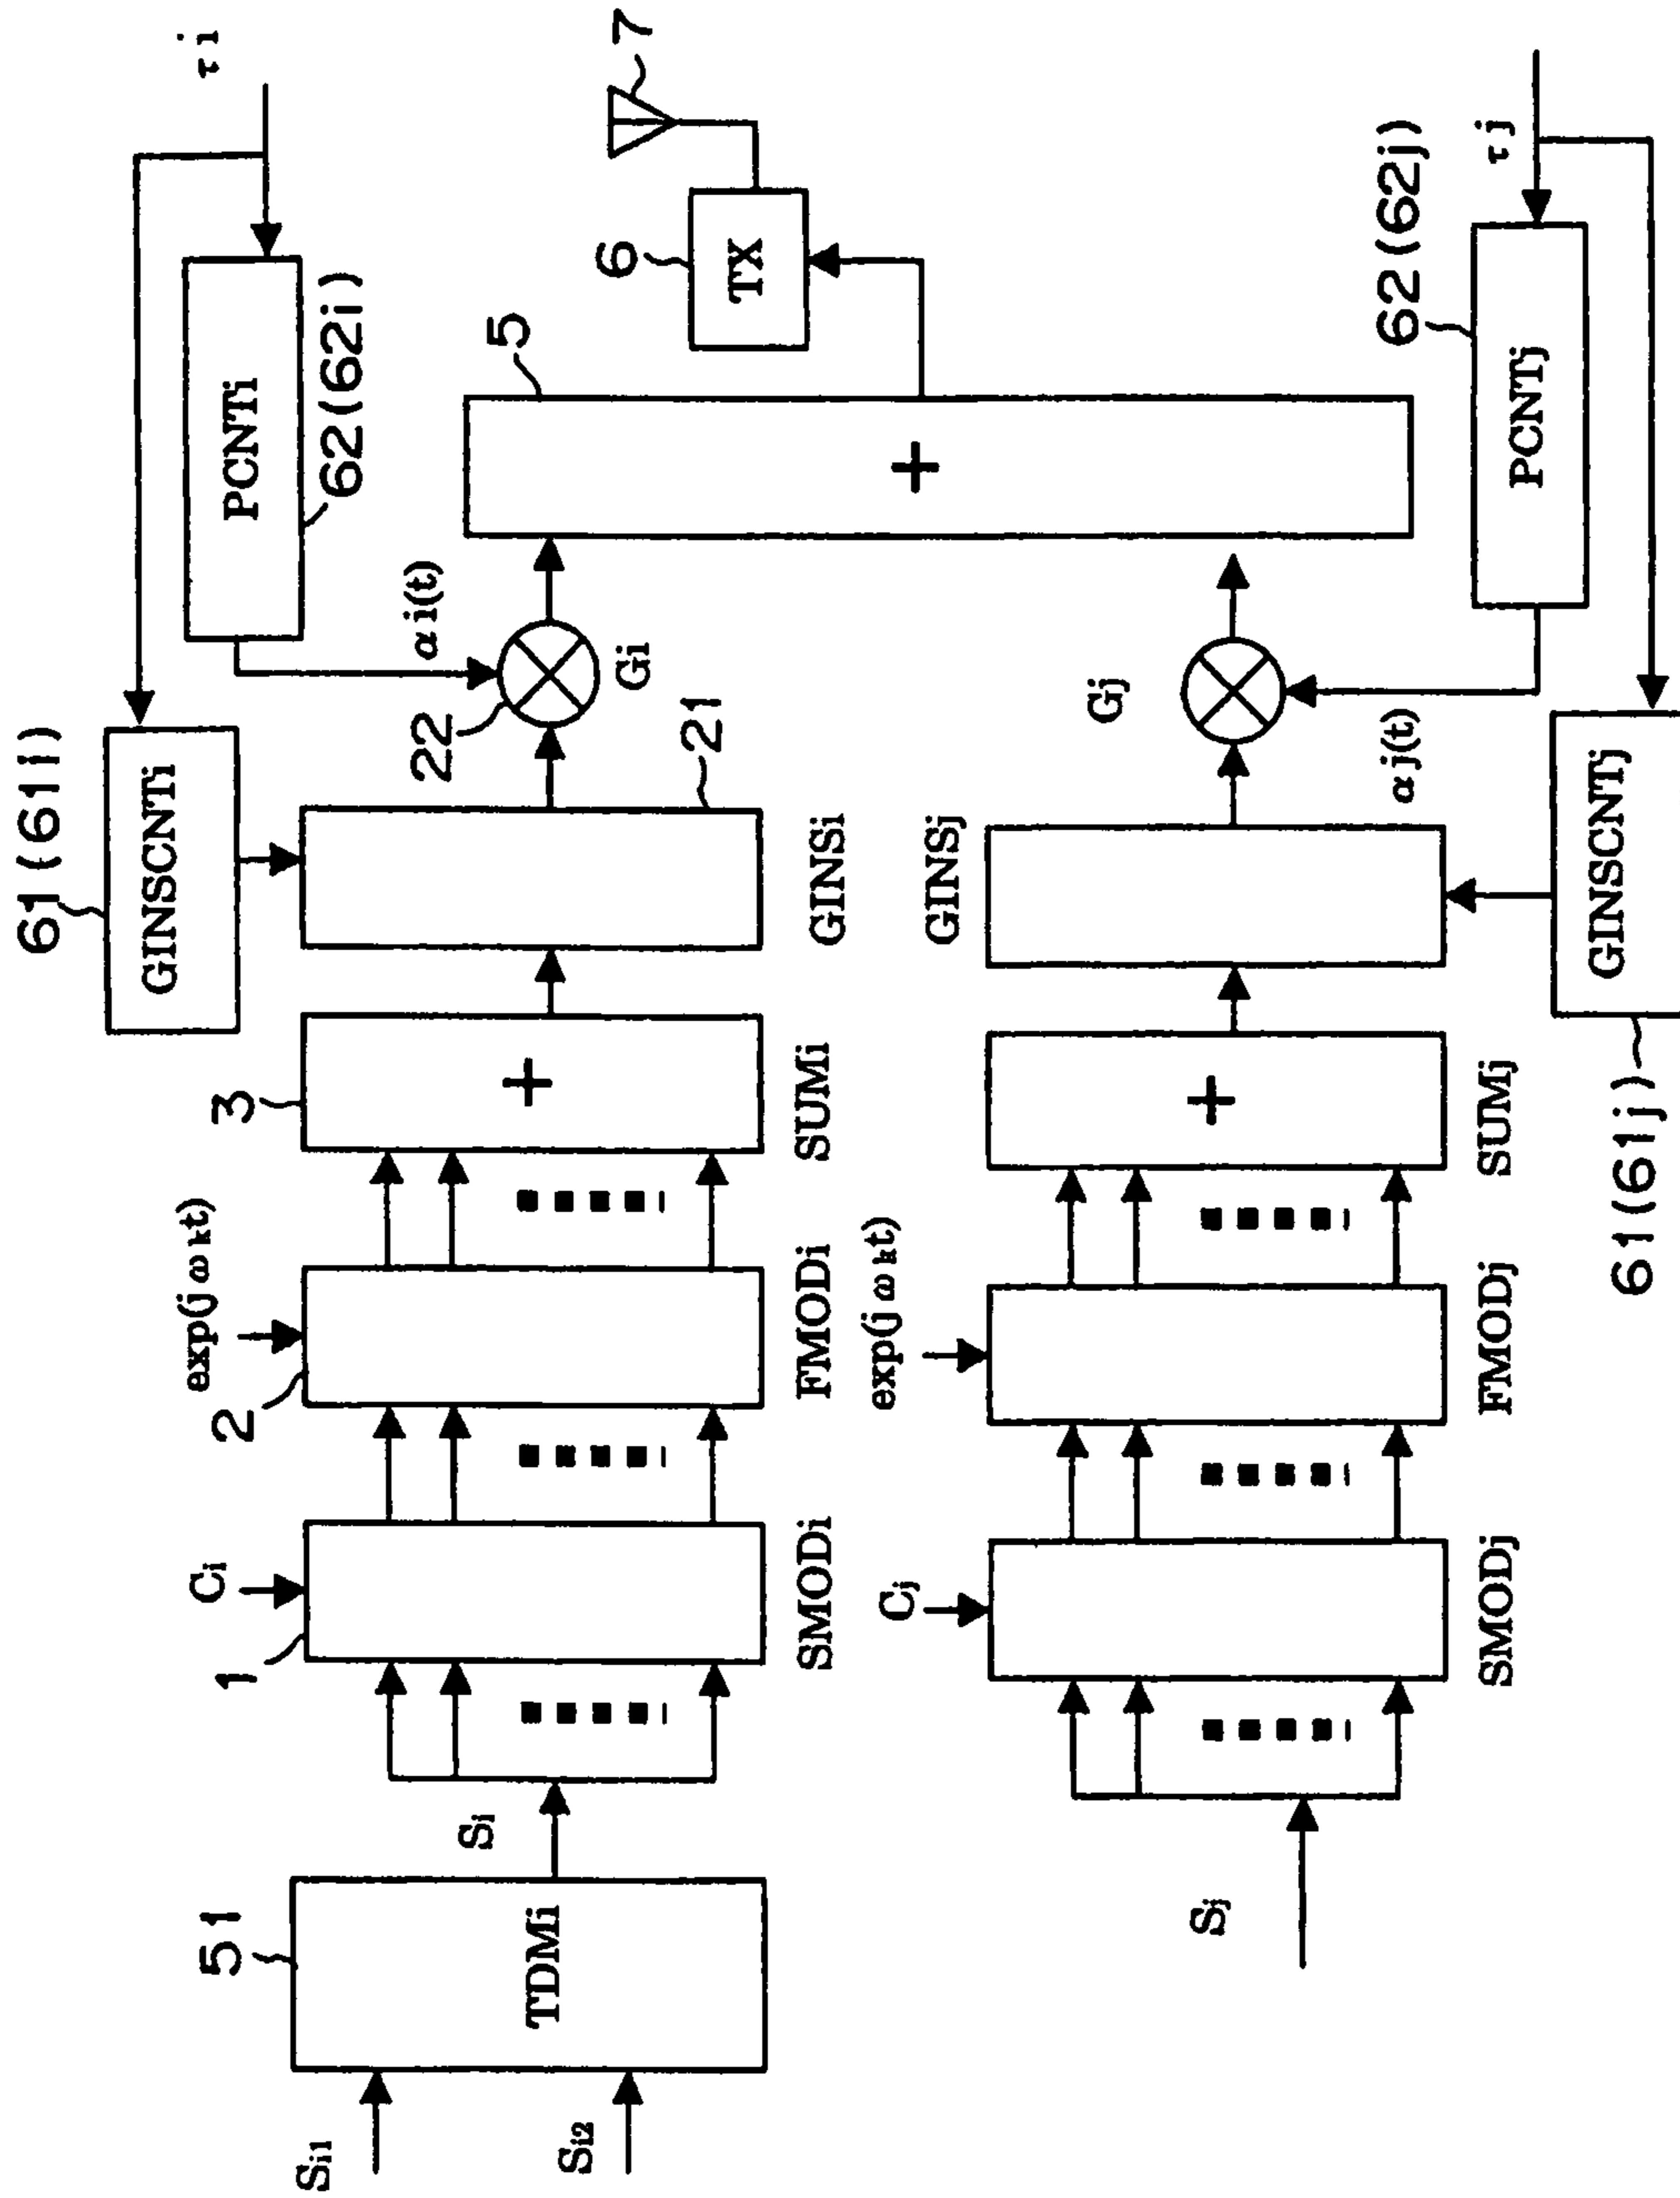 61(61i)
τi
GINSCNTi
PCNTi
62(62i)
αi(t)
7
6
TX
5
+
51
TDMi
Si1
Si2
Si
1
Ci
SMODi
2
exp(jωkt)
FMODi
3
+
SUMi
21
GINSi
22
Gi
Sj
Cj
SMODj
exp(jωkt)
FMODj
+
SUMj
GINSj
Gj
αj(t)
62(62j)
PCNTj
τj
GINSCNTj
61(61j)